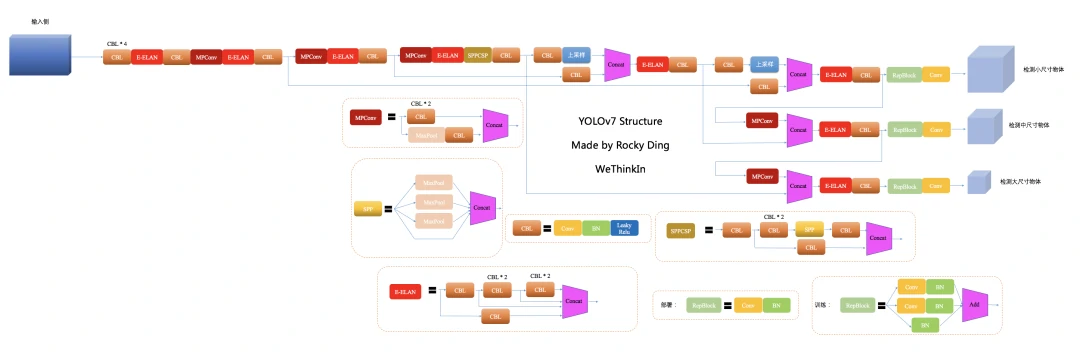 输入侧
CBL * 4
CBL E-ELAN CBL MPConv E-ELAN CBL
MPConv E-ELAN CBL
MPConv E-ELAN SPPCSP CBL
CBL 上采样
CBL
Concat
E-ELAN CBL
CBL 上采样
CBL
Concat
E-ELAN CBL RepBlock Conv
检测小尺寸物体
MPConv
Concat
E-ELAN CBL RepBlock Conv
检测中尺寸物体
MPConv
Concat
E-ELAN CBL RepBlock Conv
检测大尺寸物体
YOLOv7 Structure
Made by Rocky Ding
WeThinkIn
CBL * 2
MPConv = CBL
MaxPool CBL
Concat
SPP =
MaxPool
MaxPool
MaxPool
Concat
CBL = Conv BN Leaky Relu
CBL * 2
SPPCSP = CBL CBL SPP CBL
CBL
Concat
CBL * 2 CBL * 2
E-ELAN = CBL CBL CBL
CBL
Concat
部署： RepBlock = Conv BN
训练： RepBlock =
Conv BN
Conv BN
BN
Add